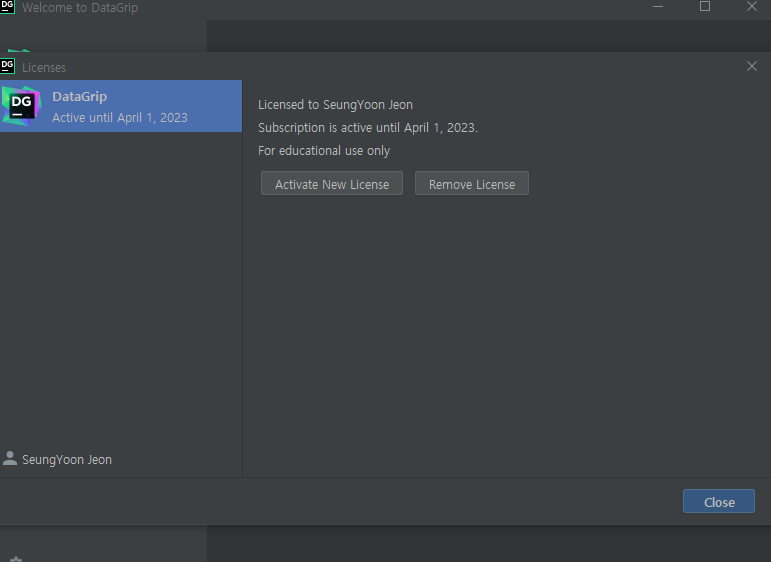 DG Welcome to DataGrip
DG Licenses
DG DataGrip
Active until April 1, 2023
Licensed to SeungYoon Jeon
Subscription is active until April 1, 2023.
For educational use only
Activate New License Remove License
SeungYoon Jeon
Close